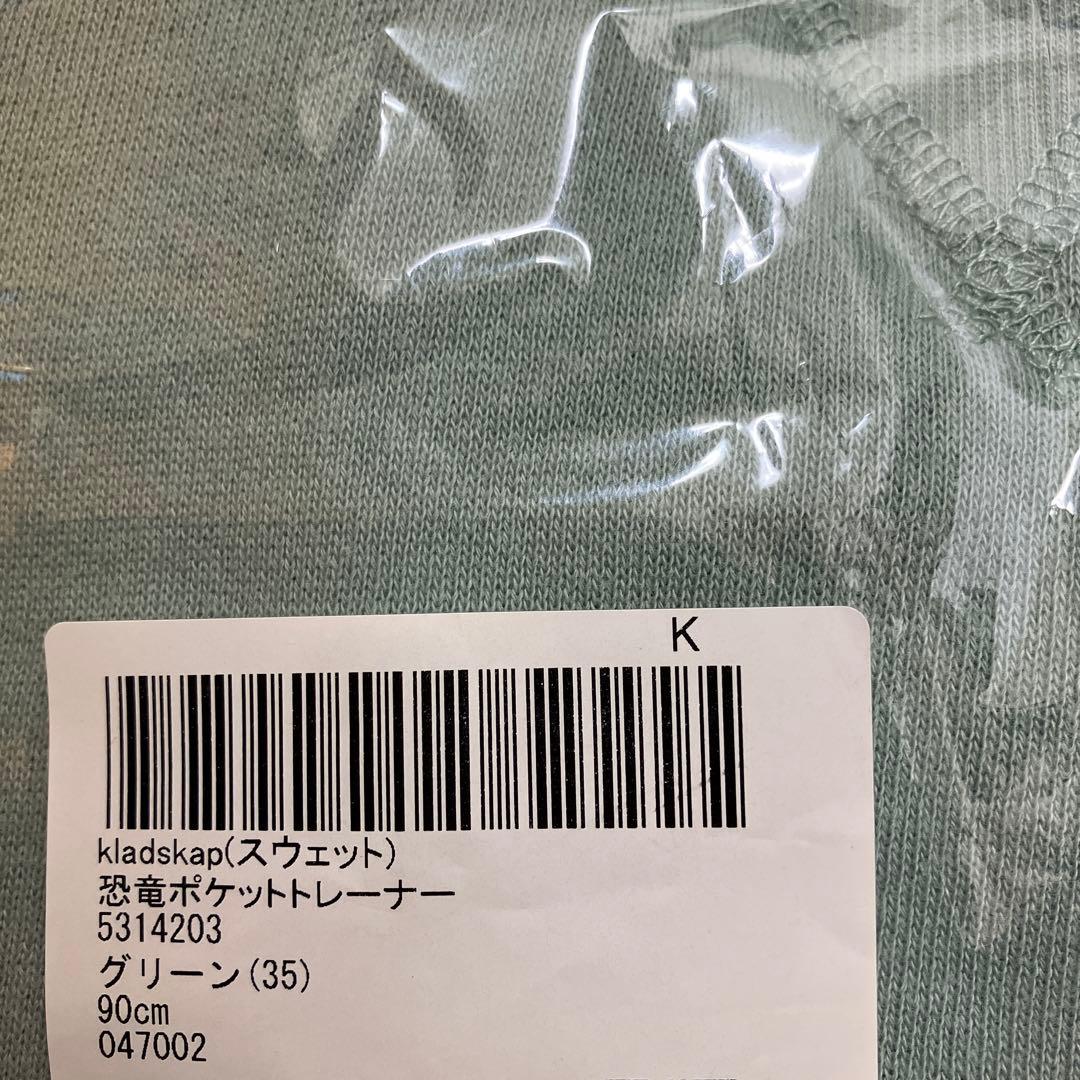 K
kladskap(スウェット)
恐竜ポケットトレーナー
5314203
グリーン(35)
90cm
047002